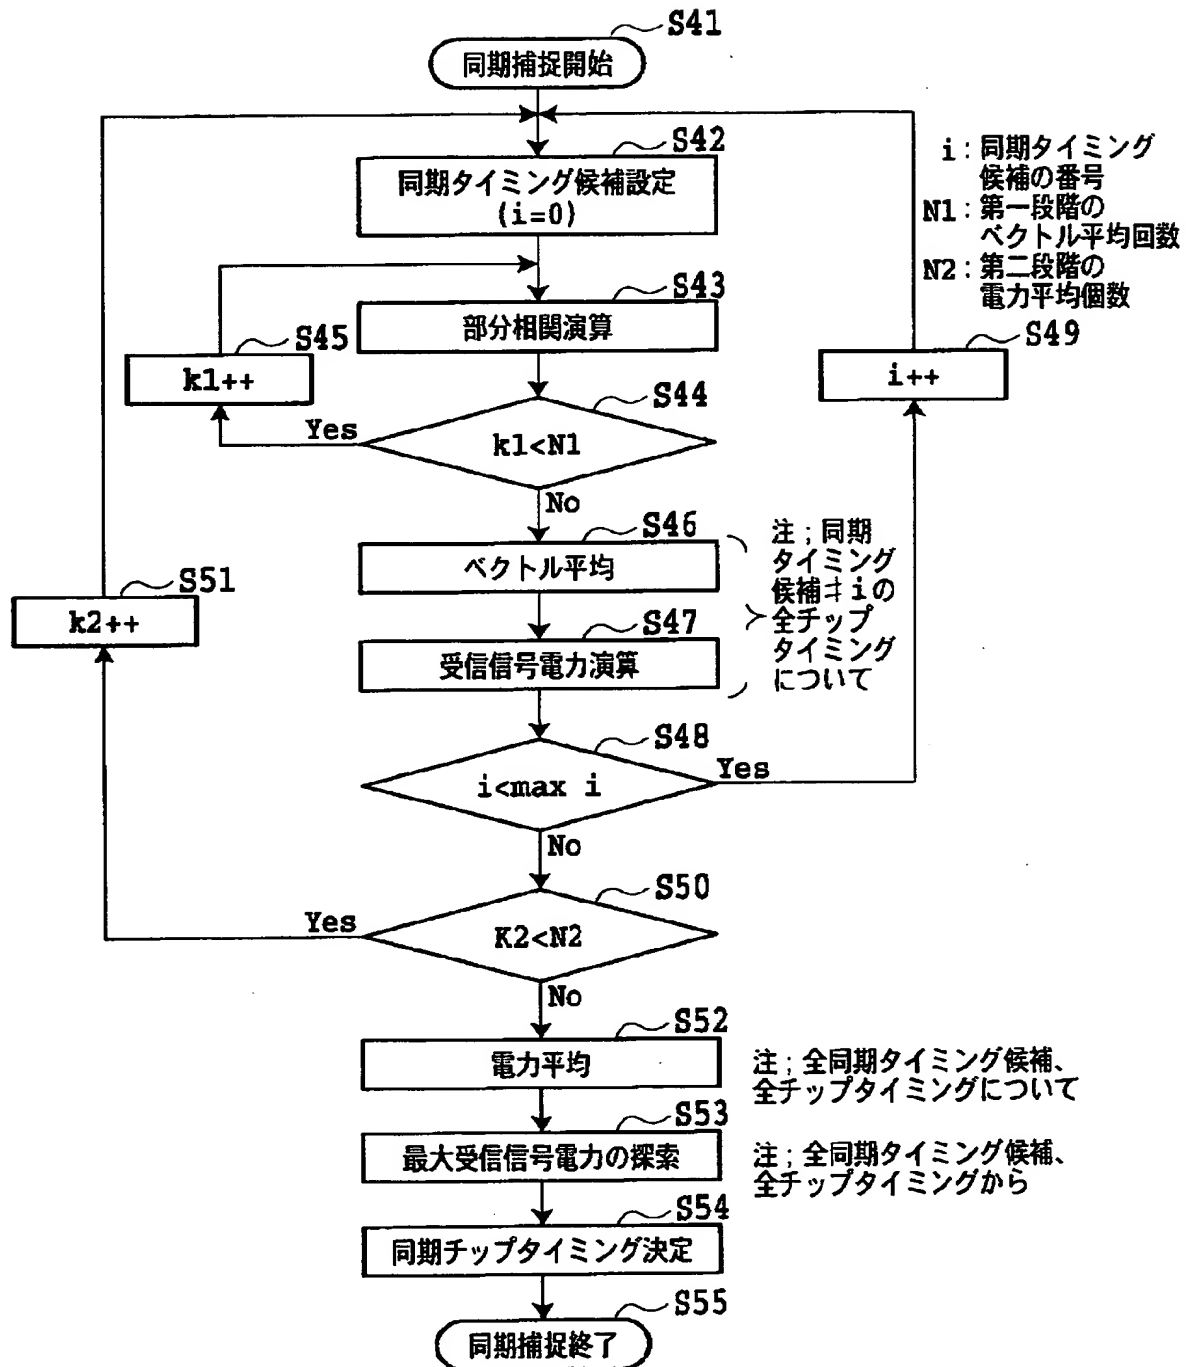 S41
同期捕捉開始
S42
同期タイミング候補設定
(i=0)
i:同期タイミング
候補の番号
N1:第一段階の
ベクトル平均回数
N2:第二段階の
電力平均個数
S43
部分相関演算
S45
k1++
S49
i++
S44
Yes
k1<N1
No
S46
ベクトル平均
注;同期
タイミング
候補♯iの
全チップ
タイミング
について
S51
k2++
S47
受信信号電力演算
S48
i<max i
Yes
No
S50
Yes
K2<N2
No
S52
電力平均
注;全同期タイミング候補、
全チップタイミングについて
S53
最大受信信号電力の探索
注;全同期タイミング候補、
全チップタイミングから
S54
同期チップタイミング決定
S55
同期捕捉終了